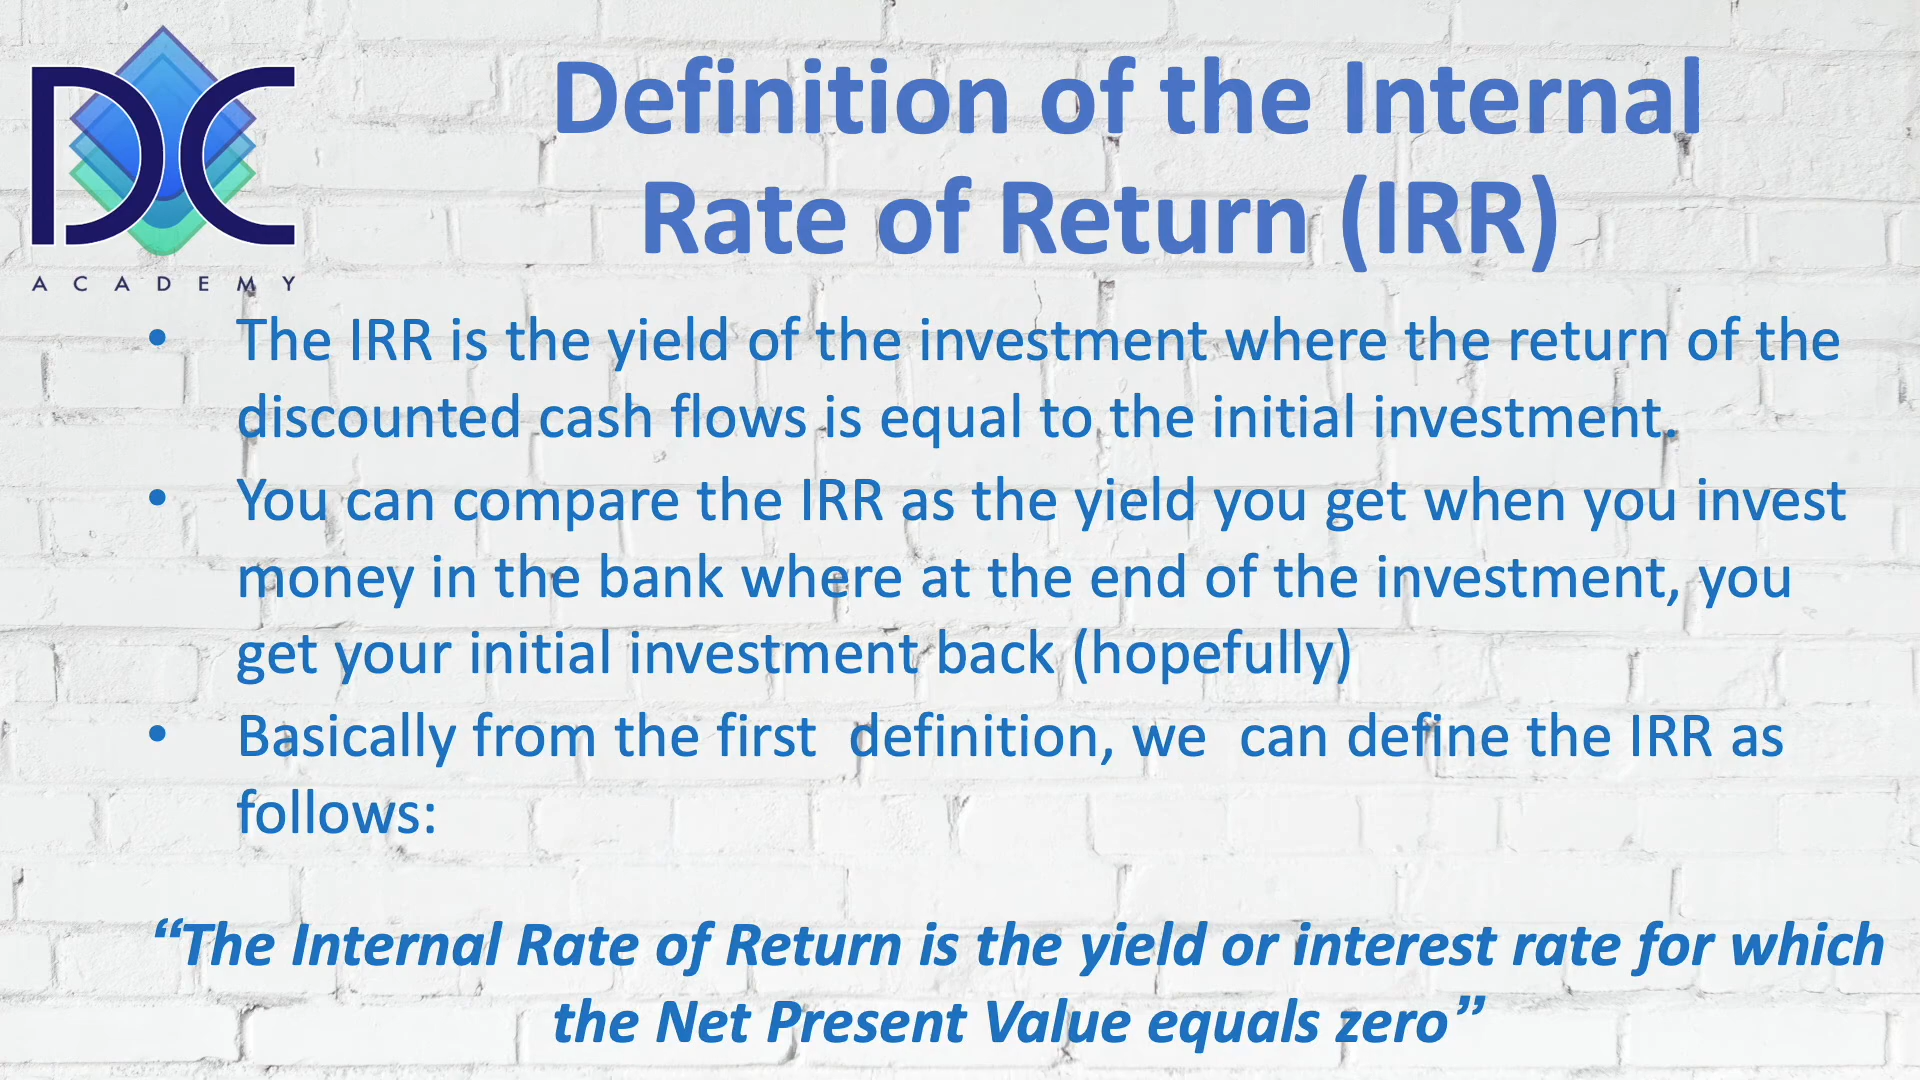 DC
ACADEMY
Definition of the Internal
Rate of Return (IRR)
• The IRR is the yield of the investment where the return of the
discounted cash flows is equal to the initial investment.
• You can compare the IRR as the yield you get when you invest
money in the bank where at the end of the investment, you
get your initial investment back (hopefully)
• Basically from the first  definition, we  can define the IRR as
follows:
“The Internal Rate of Return is the yield or interest rate for which
the Net Present Value equals zero”